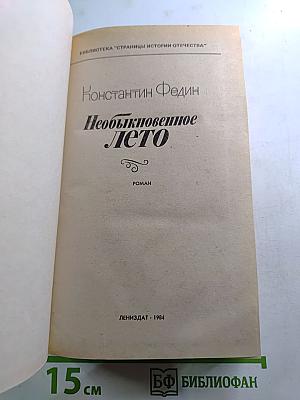 БИБЛИОТЕКА "СТРАНИЦЫ ИСТОРИИ ОТЕЧЕСТВА"
Константин Федин
Необыкновенное
ЛЕТО
РОМАН
ЛЕНИЗДАТ · 1984
15 см
БФ БИБЛИОФАН